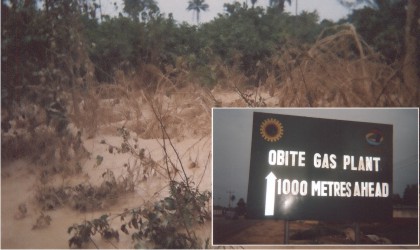 OBITE GAS PLANT
1000 METRES AHEAD